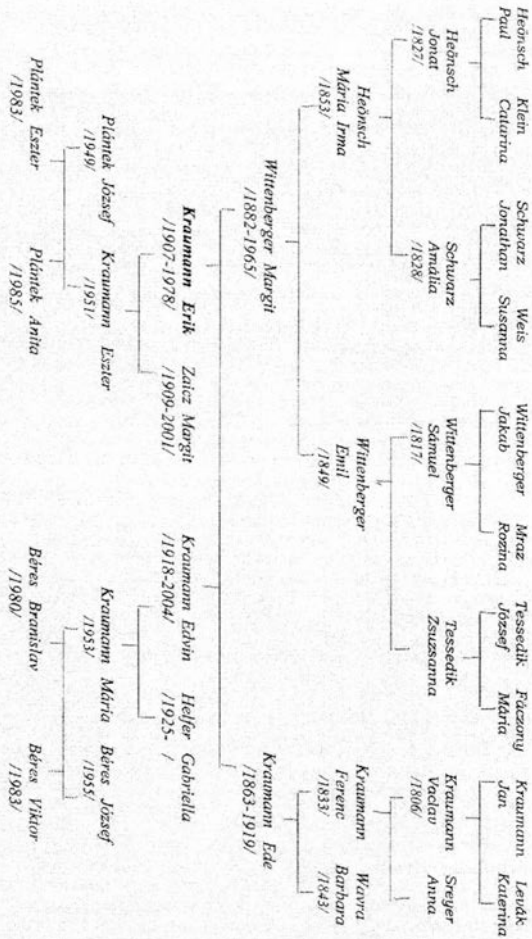 Heönsch Klein Schwarz Weis Wittenberger Mraz Tessedik Fáczony Kraumann Levák
Paul Catarina Jonathan Susanna Jakab Rozina József Mária Jan Katerina
Heönsch Schwarz Wittenberger Tessedik Kraumann Sreyer
Jonat Amália Sámuel Zsuzsanna Vaclav Anna
/1827/ /1828/ /1817/ /1806/
Heönsch Wittenberger Kraumann Wavra
Mária Irma Emil Ferenc Barbara
/1853/ /1849/ /1833/ /1843/
Wittenberger Margit Kraumann Ede
/1882-1965/ /1863-1919/
Kraumann Erik Zaicz Margit Kraumann Edvin Helfer Gabriella
/1907-1978/ /1909-2001/ /1918-2004/ /1925- /
Plántek József Kraumann Eszter Kraumann Mária Béres József
/1949/ /1951/ /1953/ /1955/
Plántek Eszter Plántek Anita Béres Branislav Béres Viktor
/1983/ /1985/ /1980/ /1983/